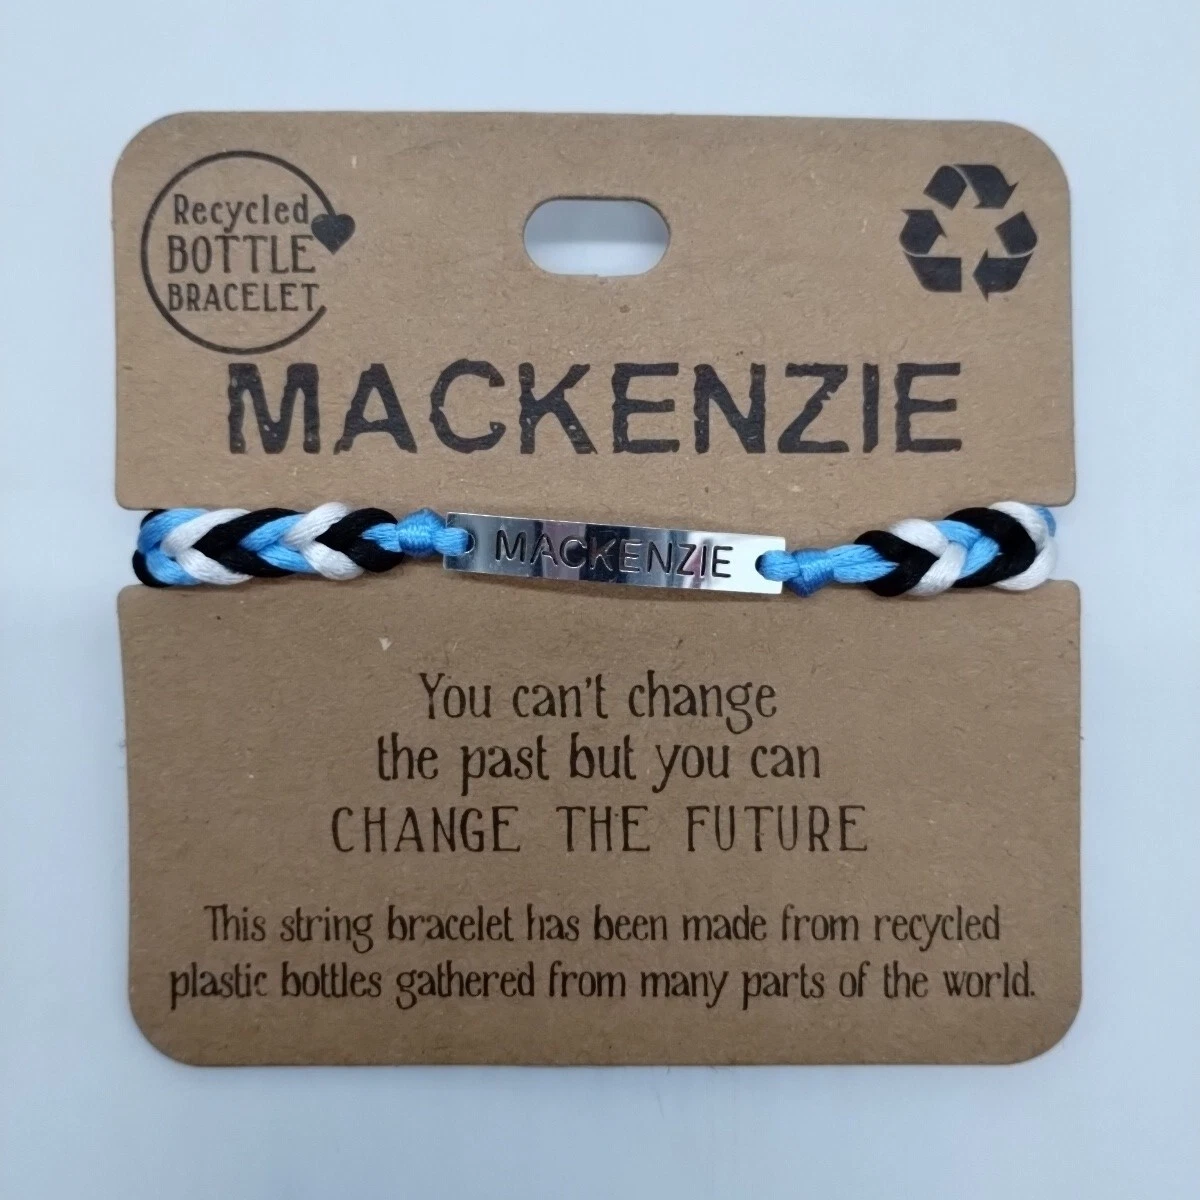 Recycled
BOTTLE
BRACELET
MACKENZIE
MACKENZIE
You can't change
the past but you can
CHANGE THE FUTURE
This string bracelet has been made from recycled
plastic bottles gathered from many parts of the world.